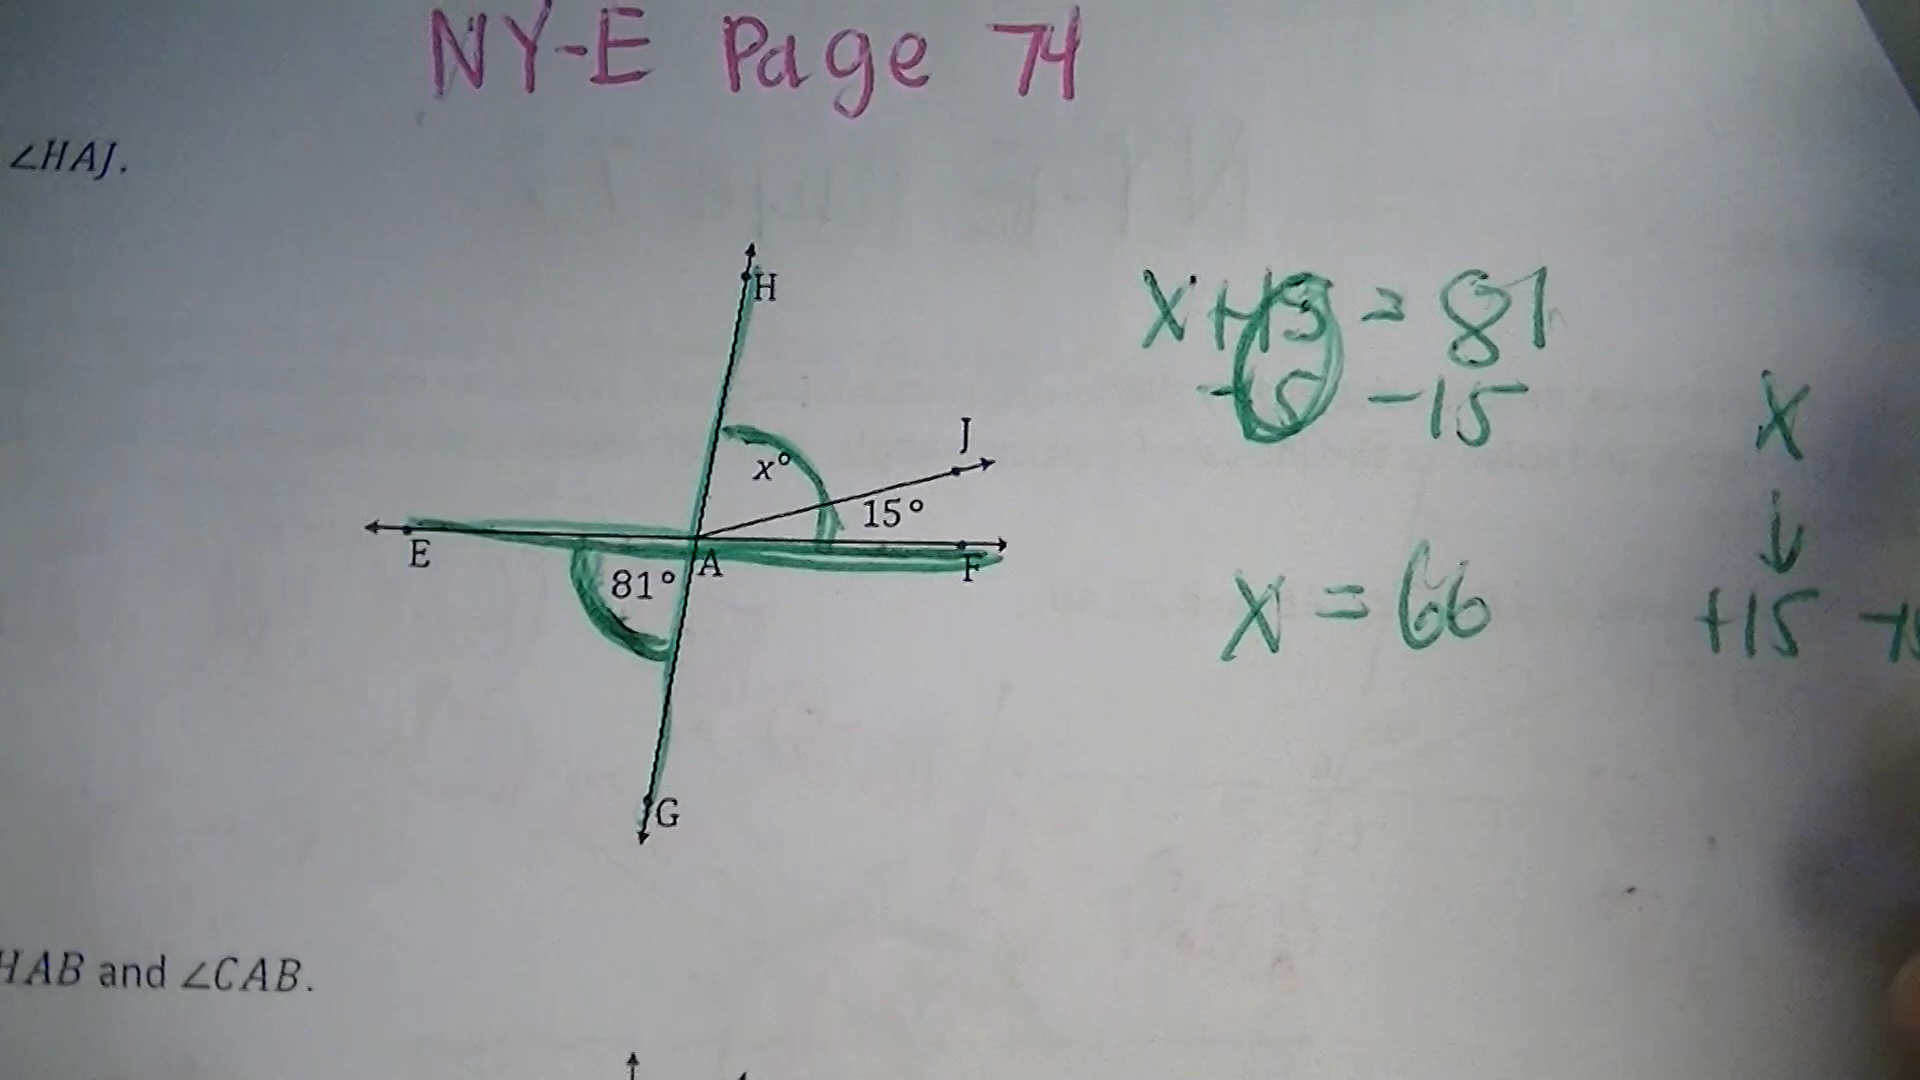 NY-E Page 74
∠HAJ.
H
x+15 = 81
-15 -15
x
J
x°
15°
E
A
F
81°
x = 66
+15
G
HAB and ∠CAB.